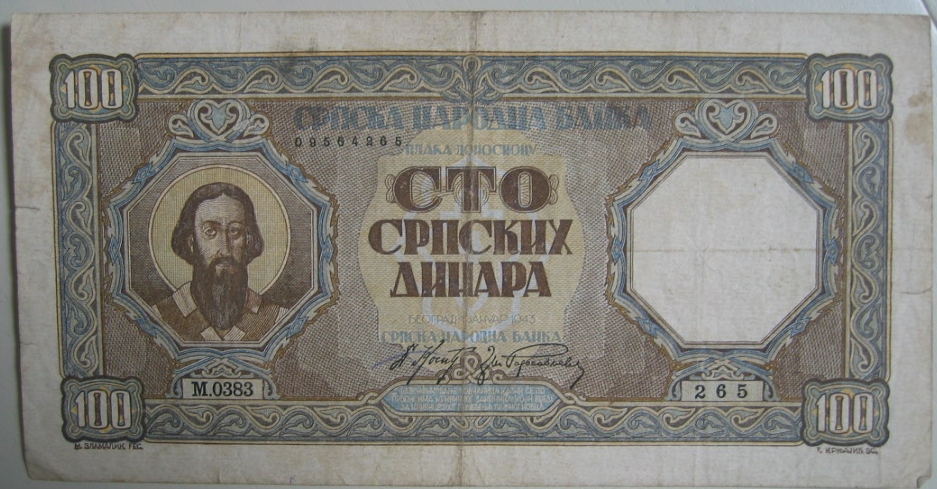 100 100
СРПСКА НАРОДНА БАНКА
09564265
ПЛАЋА ДОНОСИОЦУ
СТО
СРПСКИХ
ДИНАРА
БЕОГРАД 1 ЈАНУАР 1943
СРПСКА НАРОДНА БАНКА
M.0383 265
100 100